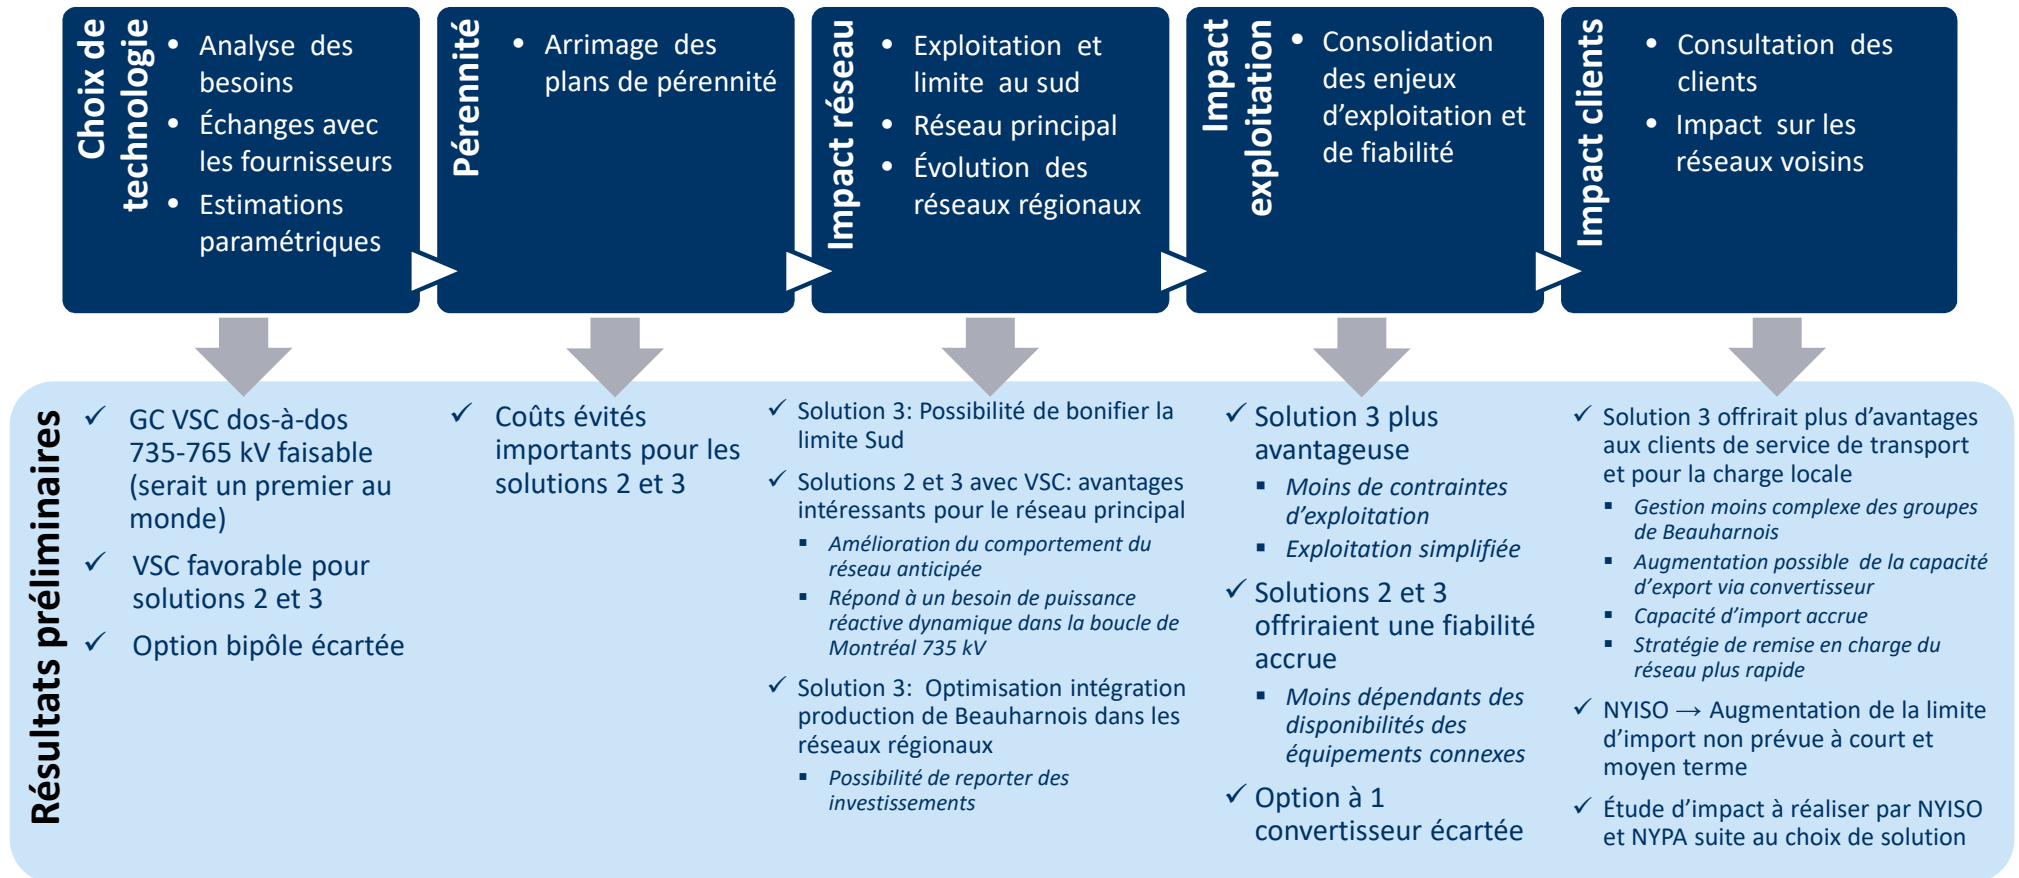 Choix de
technologie
• Analyse des
besoins
• Échanges avec
les fournisseurs
• Estimations
paramétriques
Pérennité
• Arrimage des
plans de pérennité
Impact réseau
• Exploitation et
limite au sud
• Réseau principal
• Évolution des
réseaux régionaux
Impact
exploitation
• Consolidation
des enjeux
d’exploitation et
de fiabilité
Impact clients
• Consultation des
clients
• Impact sur les
réseaux voisins
Résultats préliminaires
✓ GC VSC dos-à-dos
735-765 kV faisable
(serait un premier au
monde)
✓ VSC favorable pour
solutions 2 et 3
✓ Option bipôle écartée
✓ Coûts évités
importants pour les
solutions 2 et 3
✓ Solution 3: Possibilité de bonifier la
limite Sud
✓ Solutions 2 et 3 avec VSC: avantages
intéressants pour le réseau principal
▪ Amélioration du comportement du
réseau anticipée
▪ Répond à un besoin de puissance
réactive dynamique dans la boucle de
Montréal 735 kV
✓ Solution 3: Optimisation intégration
production de Beauharnois dans les
réseaux régionaux
▪ Possibilité de reporter des
investissements
✓ Solution 3 plus
avantageuse
▪ Moins de contraintes
d’exploitation
▪ Exploitation simplifiée
✓ Solutions 2 et 3
offriraient une fiabilité
accrue
▪ Moins dépendants des
disponibilités des
équipements connexes
✓ Option à 1
convertisseur écartée
✓ Solution 3 offrirait plus d’avantages
aux clients de service de transport
et pour la charge locale
▪ Gestion moins complexe des groupes
de Beauharnois
▪ Augmentation possible de la capacité
d’export via convertisseur
▪ Capacité d’import accrue
▪ Stratégie de remise en charge du
réseau plus rapide
✓ NYISO → Augmentation de la limite
d’import non prévue à court et
moyen terme
✓ Étude d’impact à réaliser par NYISO
et NYPA suite au choix de solution